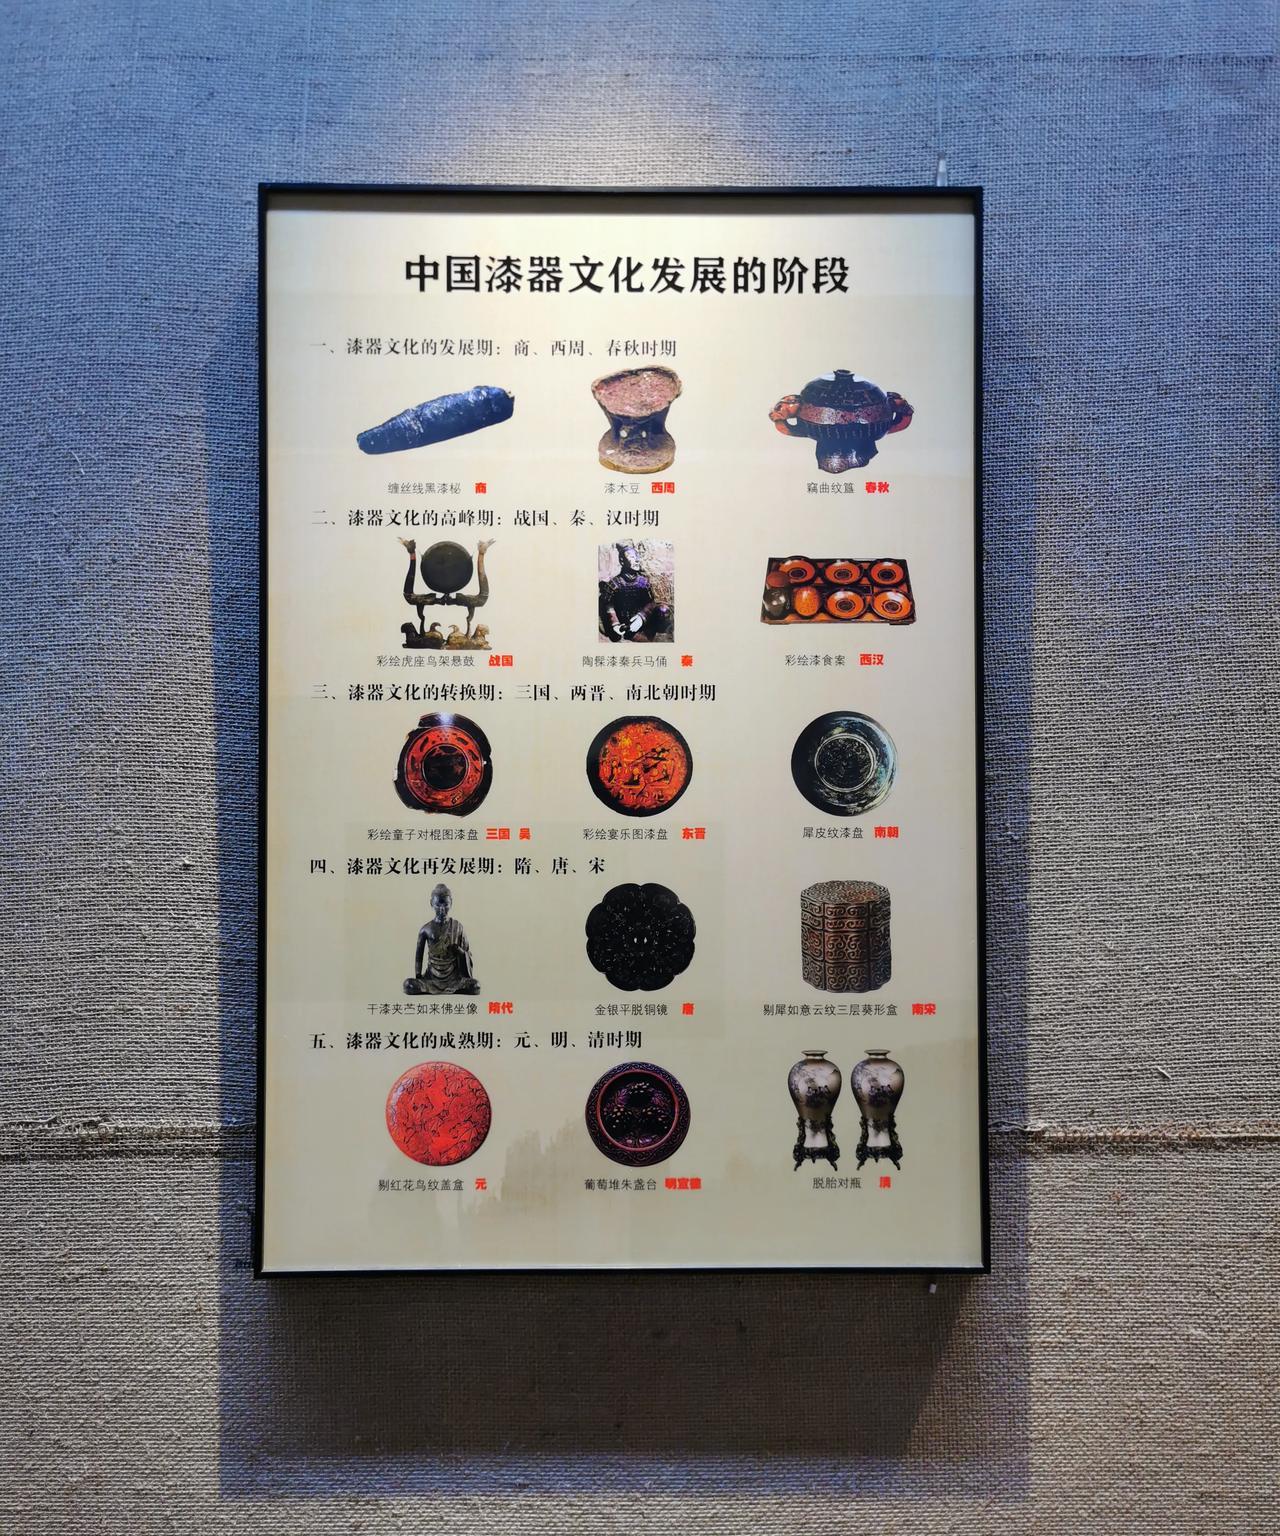 中国漆器文化发展的阶段
一、漆器文化的发展期：商、西周、春秋时期
缠丝线黑漆柲 商
漆木豆 西周
窃曲纹簋 春秋
二、漆器文化的高峰期：战国、秦、汉时期
彩绘虎座鸟架悬鼓 战国
陶髹漆秦兵马俑 秦
彩绘漆食案 西汉
三、漆器文化的转换期：三国、两晋、南北朝时期
彩绘童子对棍图漆盘 三国 吴
彩绘宴乐图漆盘 东晋
犀皮纹漆盘 南朝
四、漆器文化再发展期：隋、唐、宋
干漆夹苎如来佛坐像 隋代
金银平脱铜镜 唐
剔犀如意云纹三层葵形盒 南宋
五、漆器文化的成熟期：元、明、清时期
剔红花鸟纹盖盒 元
葡萄堆朱盏台 明宣德
脱胎对瓶 清